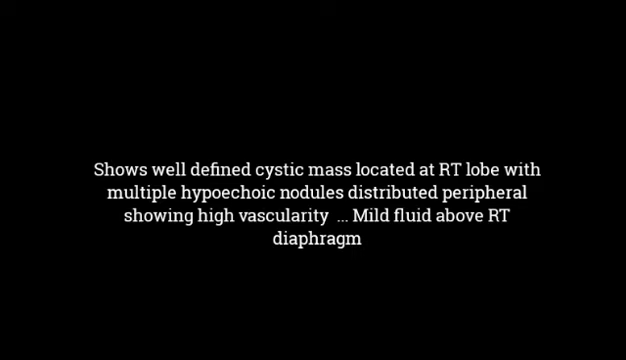 Shows well defined cystic mass located at RT lobe with
multiple hypoechoic nodules distributed peripheral
showing high vascularity  ... Mild fluid above RT
diaphragm